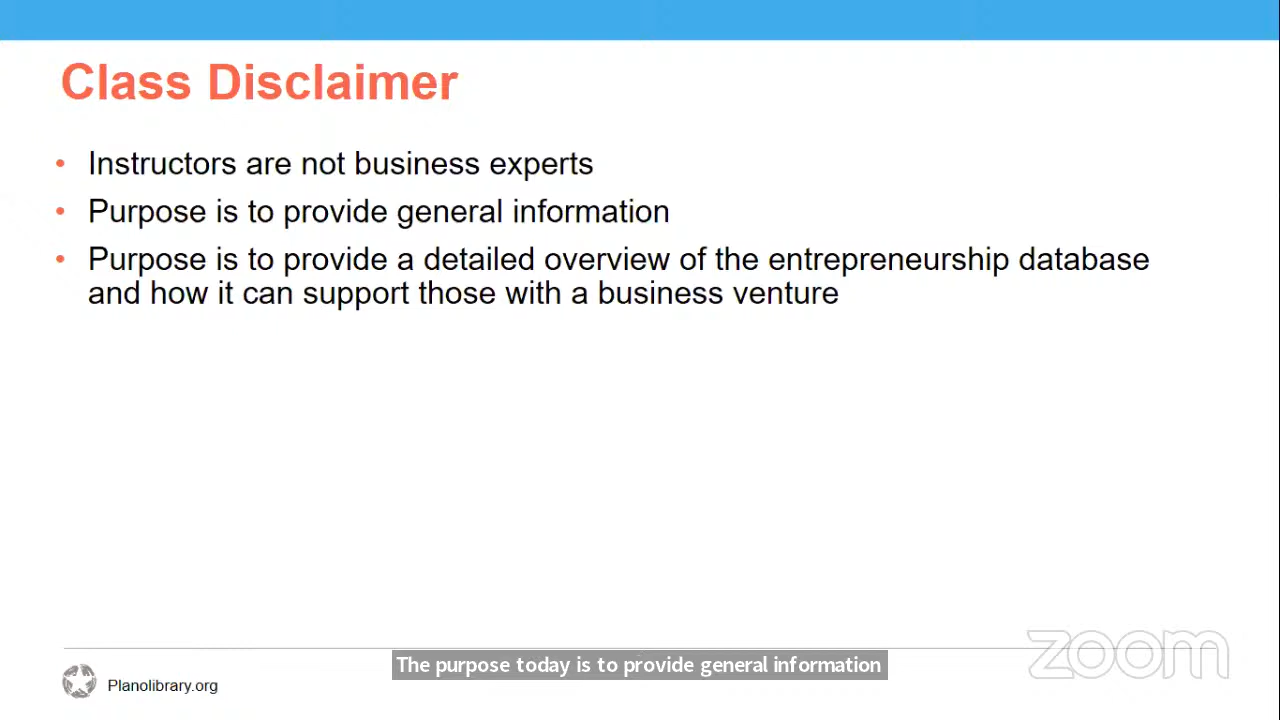 Class Disclaimer
• Instructors are not business experts
• Purpose is to provide general information
• Purpose is to provide a detailed overview of the entrepreneurship database
and how it can support those with a business venture
zoom
The purpose today is to provide general information
Planolibrary.org